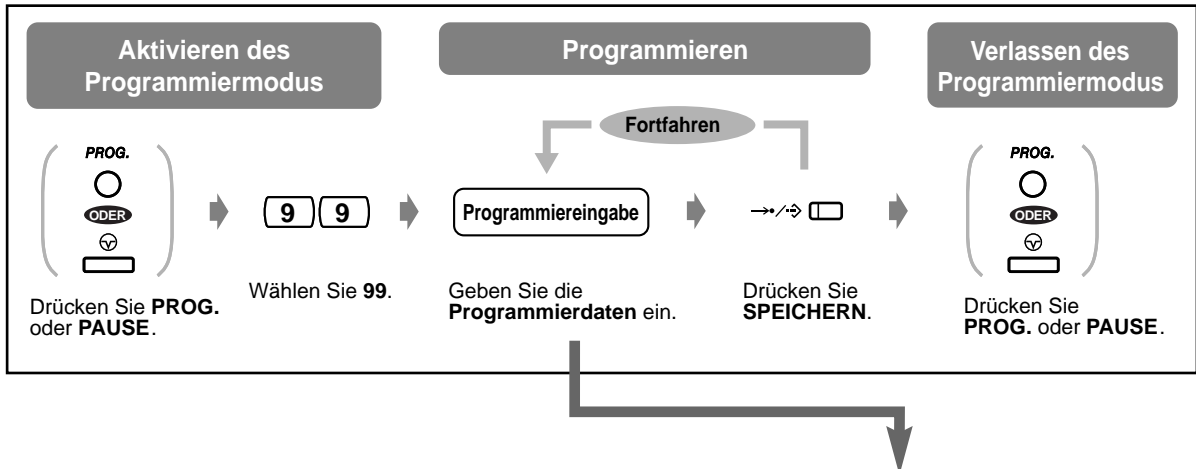 Aktivieren des
Programmiermodus
Programmieren
Verlassen des
Programmiermodus
Fortfahren
PROG.
ODER
9 9
Programmiereingabe
PROG.
ODER
Drücken Sie PROG.
oder PAUSE.
Wählen Sie 99.
Geben Sie die
Programmierdaten ein.
Drücken Sie
SPEICHERN.
Drücken Sie
PROG. oder PAUSE.